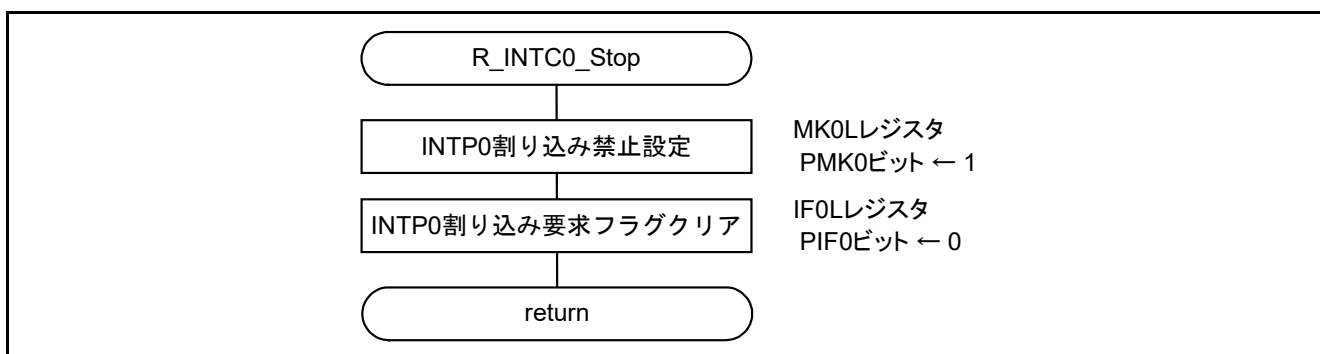 R_INTC0_Stop
INTP0割り込み禁止設定
MK0Lレジスタ
PMK0ビット ← 1
INTP0割り込み要求フラグクリア
IF0Lレジスタ
PIF0ビット ← 0
return